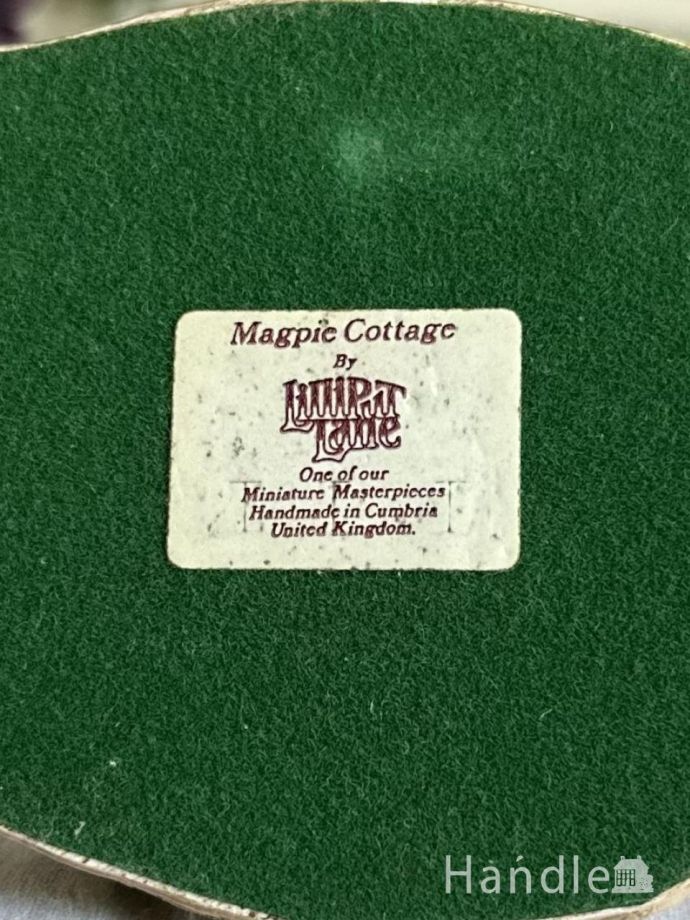 Magpie Cottage
By
Lilliput
Lane
One of our
Miniature Masterpieces
Handmade in Cumbria
United Kingdom.
Handle